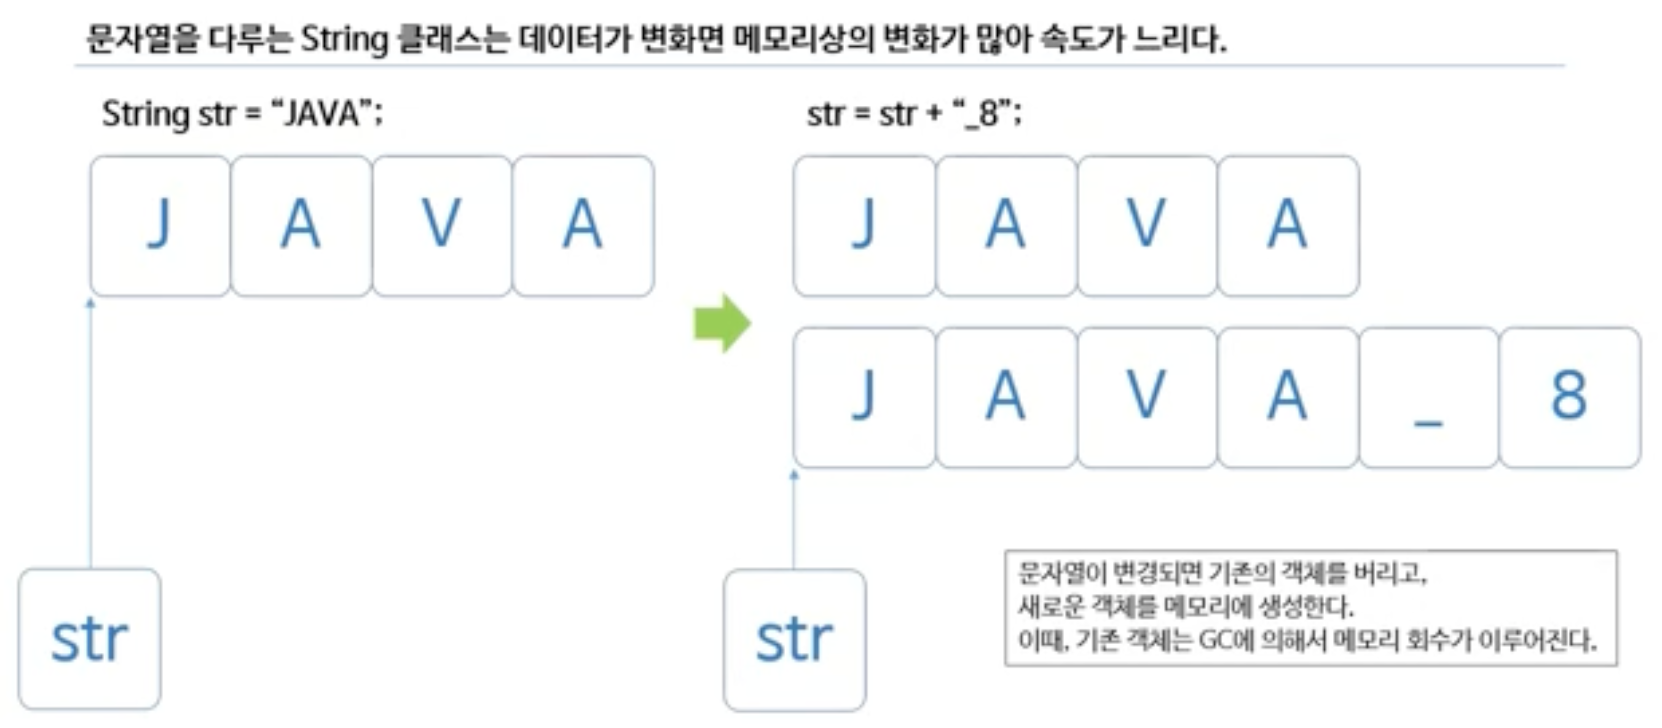 문자열을 다루는 String 클래스는 데이터가 변화면 메모리상의 변화가 많아 속도가 느리다.
String str = “JAVA”;
J A V A
str
str = str + “_8”;
J A V A
J A V A _ 8
str
문자열이 변경되면 기존의 객체를 버리고,
새로운 객체를 메모리에 생성한다.
이때, 기존 객체는 GC에 의해서 메모리 회수가 이루어진다.